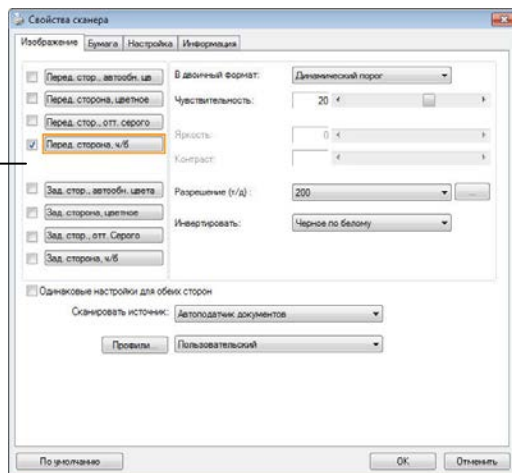 Свойства сканера
Изображение Бумага Настройка Информация
Перед. стор., автообн. цв
Перед. сторона, цветное
Перед. стор., отт. серого
Перед. сторона, ч/б
Зад. стор., автообн. цвета
Зад. сторона, цветное
Зад. стор., отт. Серого
Зад. сторона, ч/б
В двоичный формат: Динамический порог
Чувствительность: 20
Яркость: 0
Контраст:
Разрешение (т/д) : 200 ...
Инвертировать: Черное по белому
Одинаковые настройки для обеих сторон
Сканировать источник: Автоподатчик документов
Профили... Пользовательский
По умолчанию OK Отменить